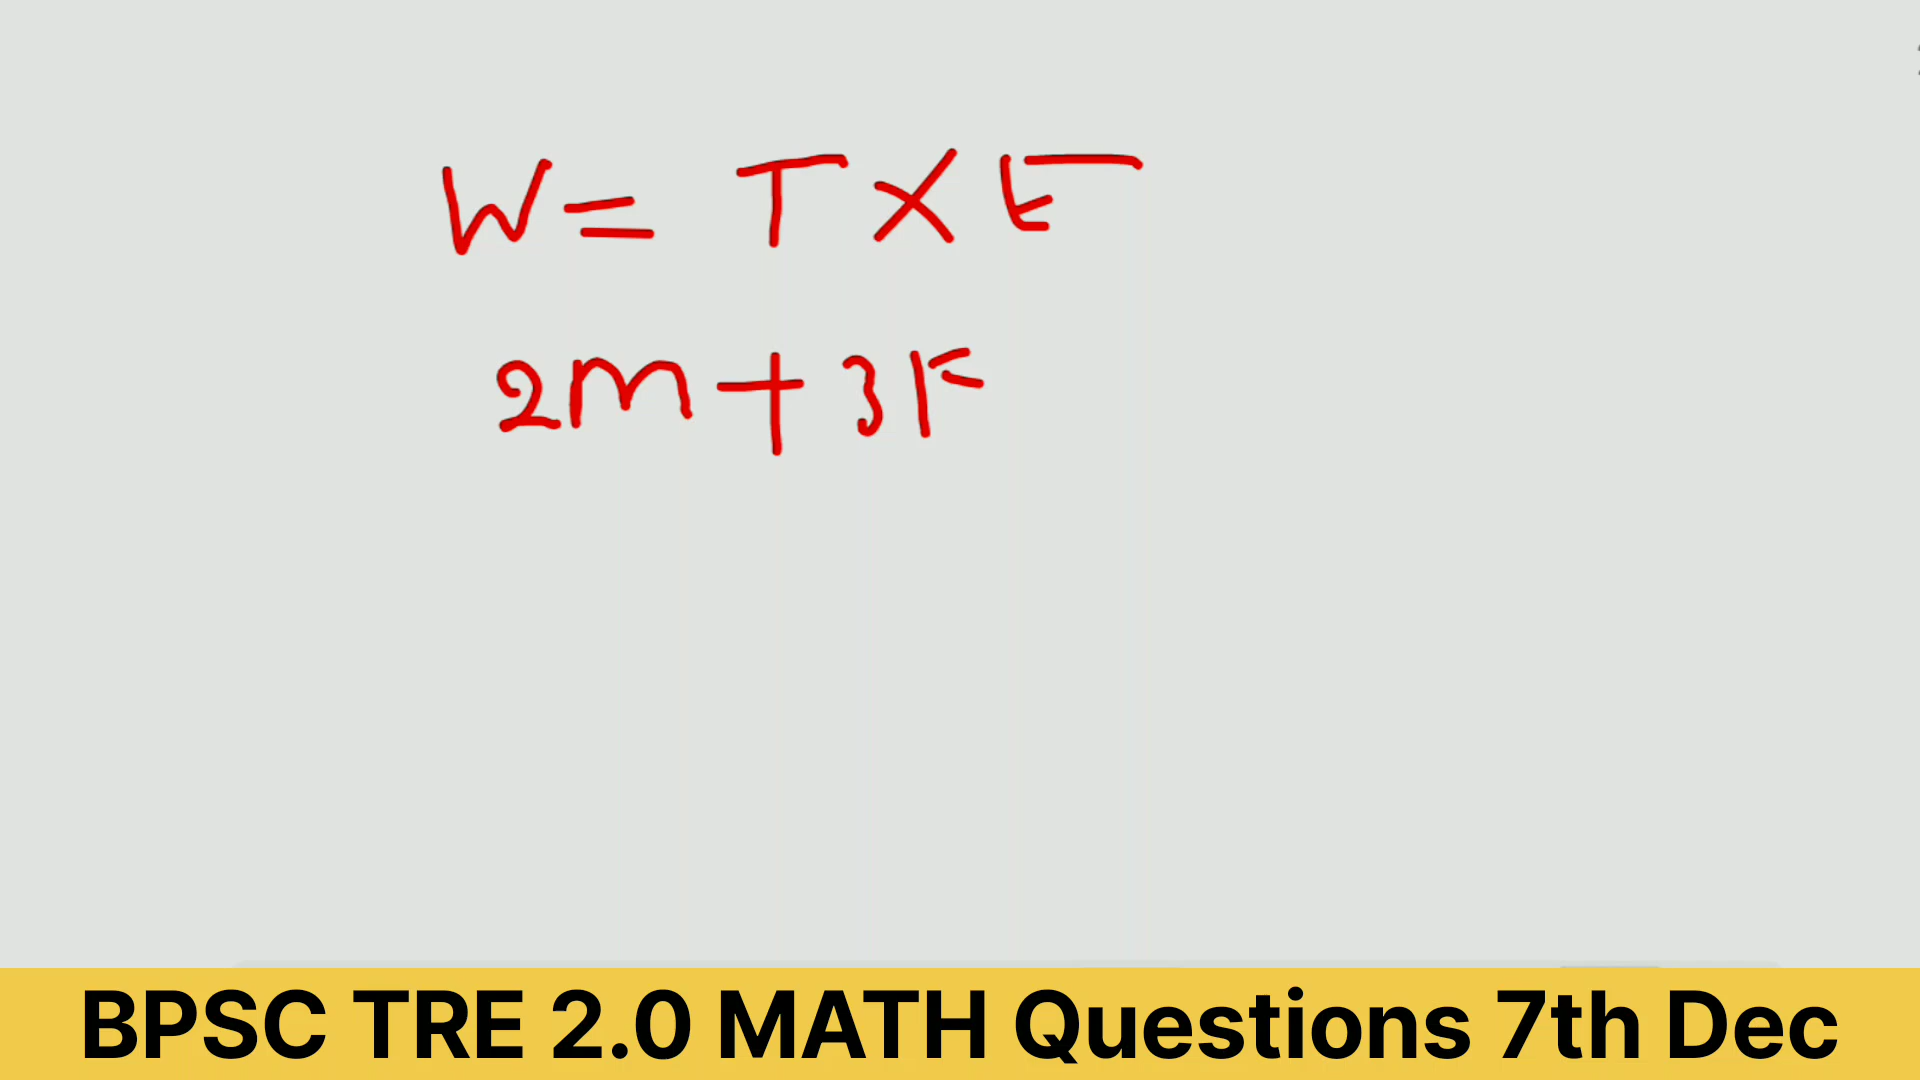 W = T × E
2m + 3F
BPSC TRE 2.0 MATH Questions 7th Dec